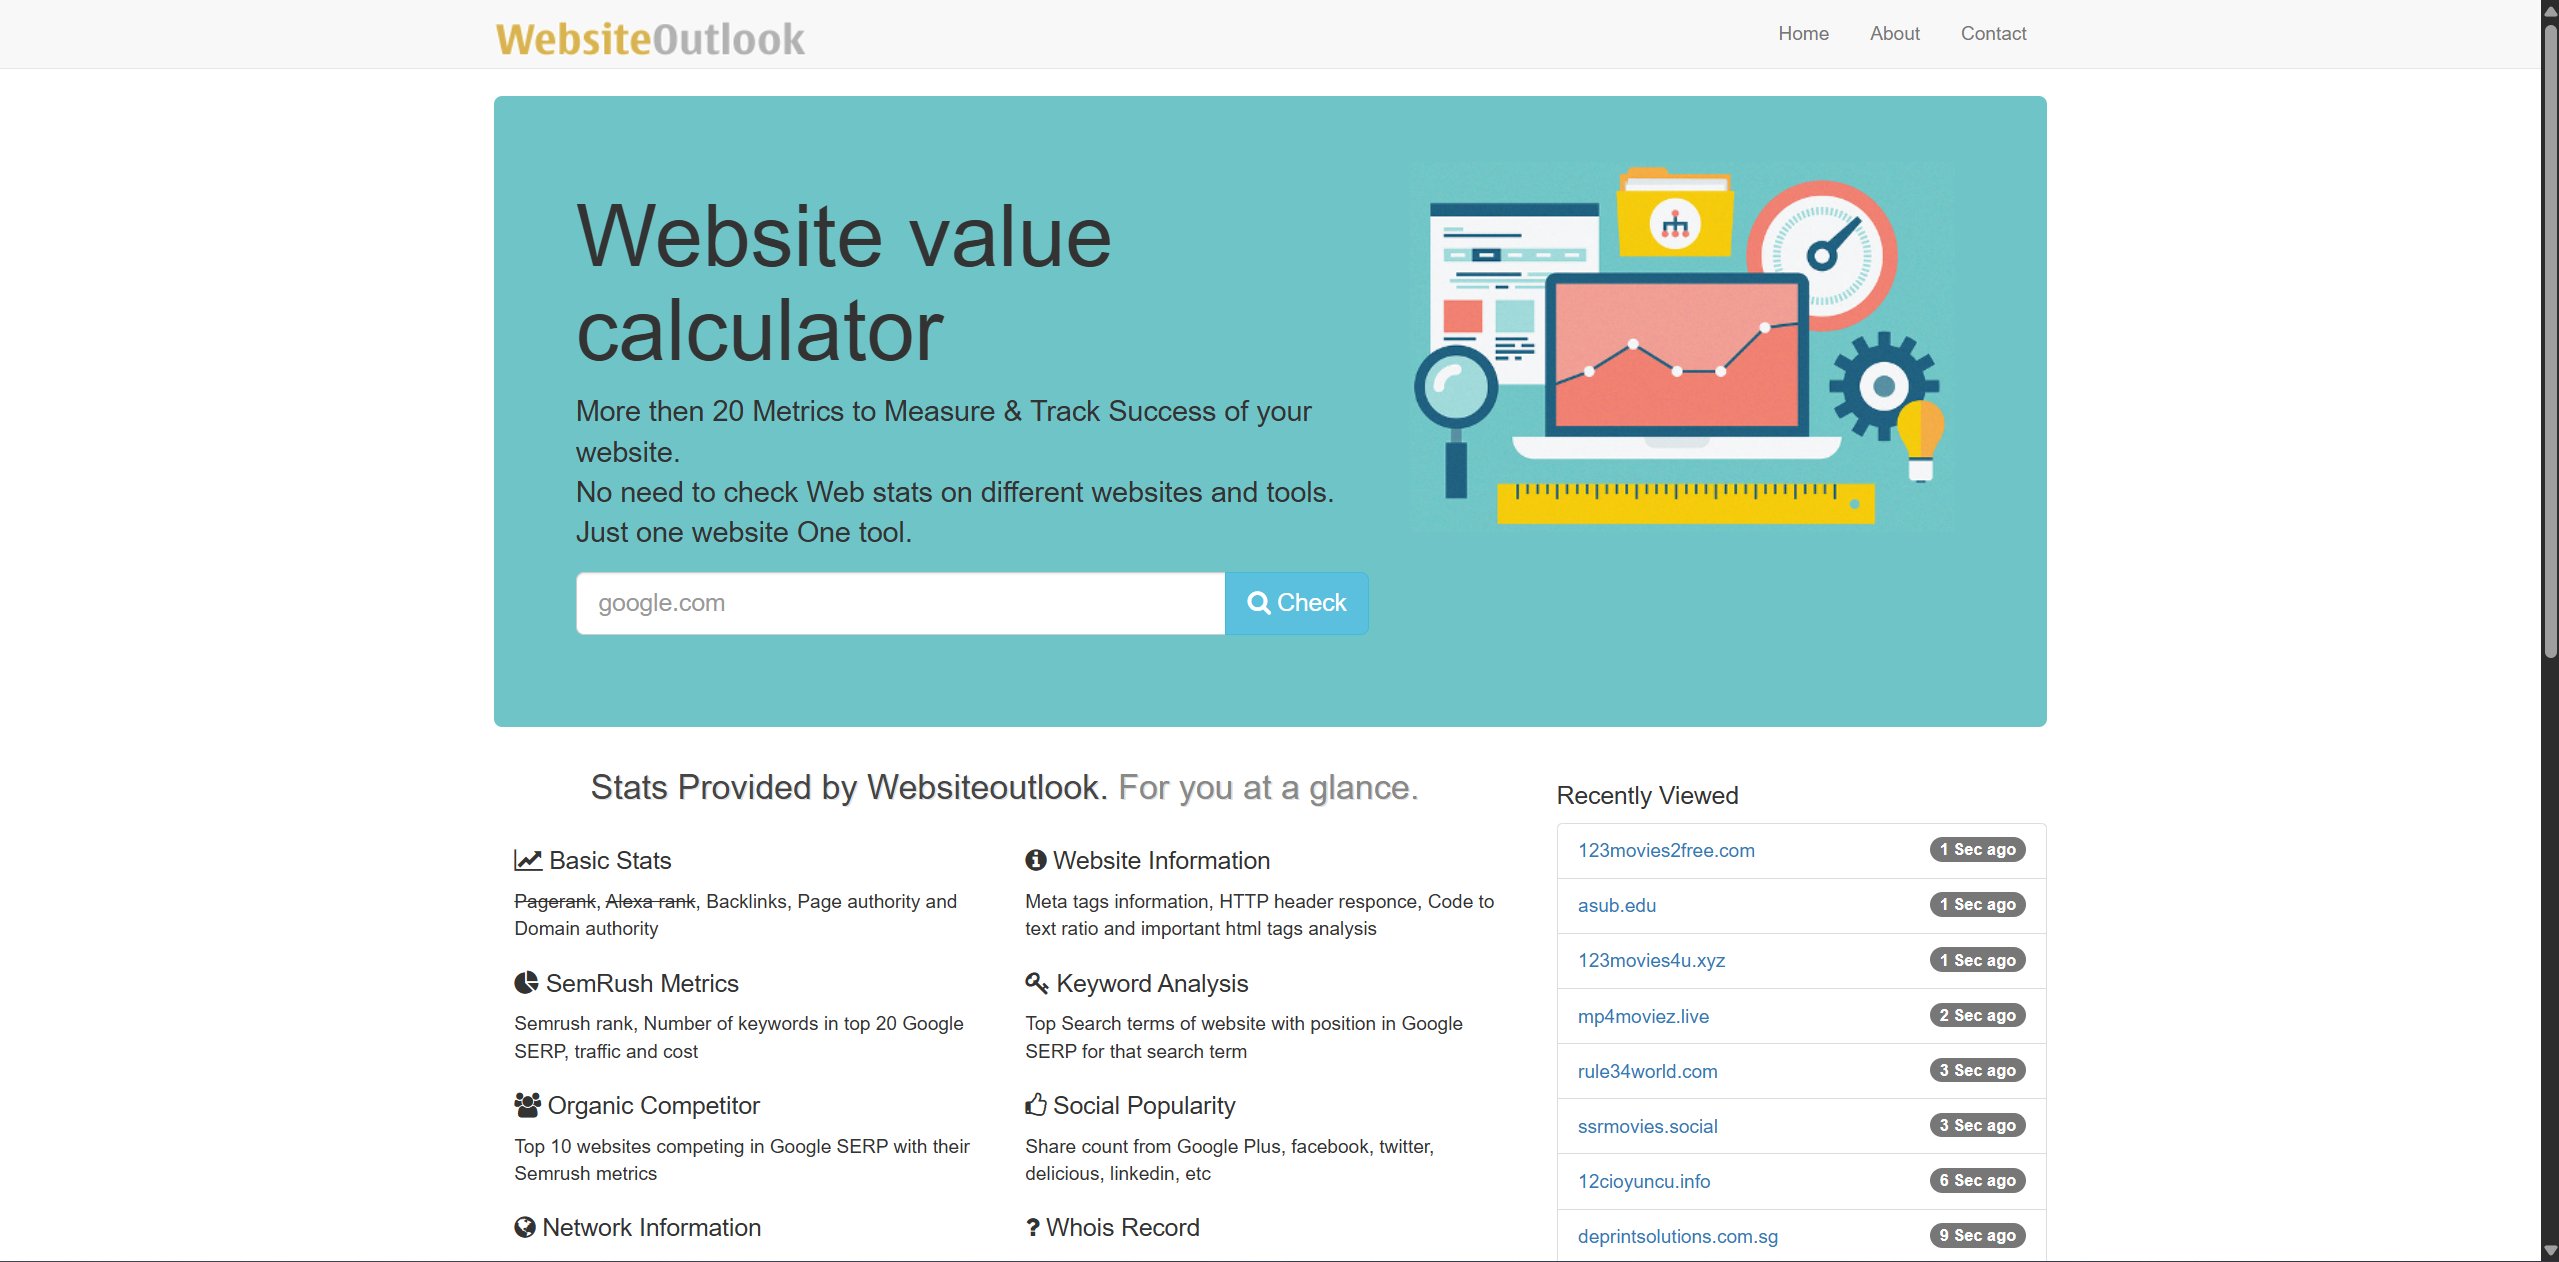 WebsiteOutlook
Home About Contact
Website value
calculator
More then 20 Metrics to Measure & Track Success of your
website.
No need to check Web stats on different websites and tools.
Just one website One tool.
google.com
Check
Stats Provided by Websiteoutlook. For you at a glance.
Basic Stats
Pagerank, Alexa rank, Backlinks, Page authority and
Domain authority
Website Information
Meta tags information, HTTP header responce, Code to
text ratio and important html tags analysis
SemRush Metrics
Semrush rank, Number of keywords in top 20 Google
SERP, traffic and cost
Keyword Analysis
Top Search terms of website with position in Google
SERP for that search term
Organic Competitor
Top 10 websites competing in Google SERP with their
Semrush metrics
Social Popularity
Share count from Google Plus, facebook, twitter,
delicious, linkedin, etc
Network Information
? Whois Record
Recently Viewed
123movies2free.com 1 Sec ago
asub.edu 1 Sec ago
123movies4u.xyz 1 Sec ago
mp4moviez.live 2 Sec ago
rule34world.com 3 Sec ago
ssrmovies.social 3 Sec ago
12cioyuncu.info 6 Sec ago
deprintsolutions.com.sg 9 Sec ago